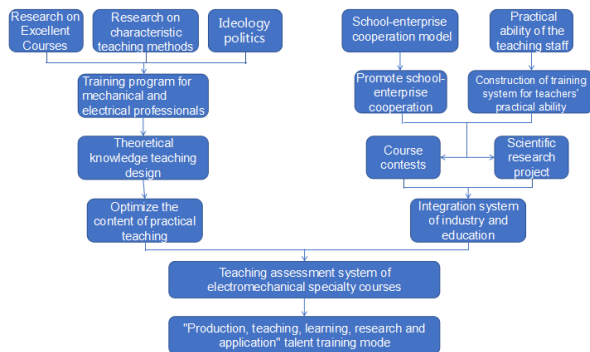 Research on
Excellent
Courses
Research on
characteristic
teaching methods
Ideology
politics
School-enterprise
cooperation model
Practical
ability of the
teaching staff
Training program for
mechanical and
electrical professionals
Promote school-
enterprise
cooperation
Construction of training
system for teachers'
practical ability
Theoretical
knowledge teaching
design
Course
contests
Scientific
research
project
Optimize the
content of practical
teaching
Integration system
of industry and
education
Teaching assessment system of
electromechanical specialty courses
"Production, teaching, learning, research and
application" talent training mode